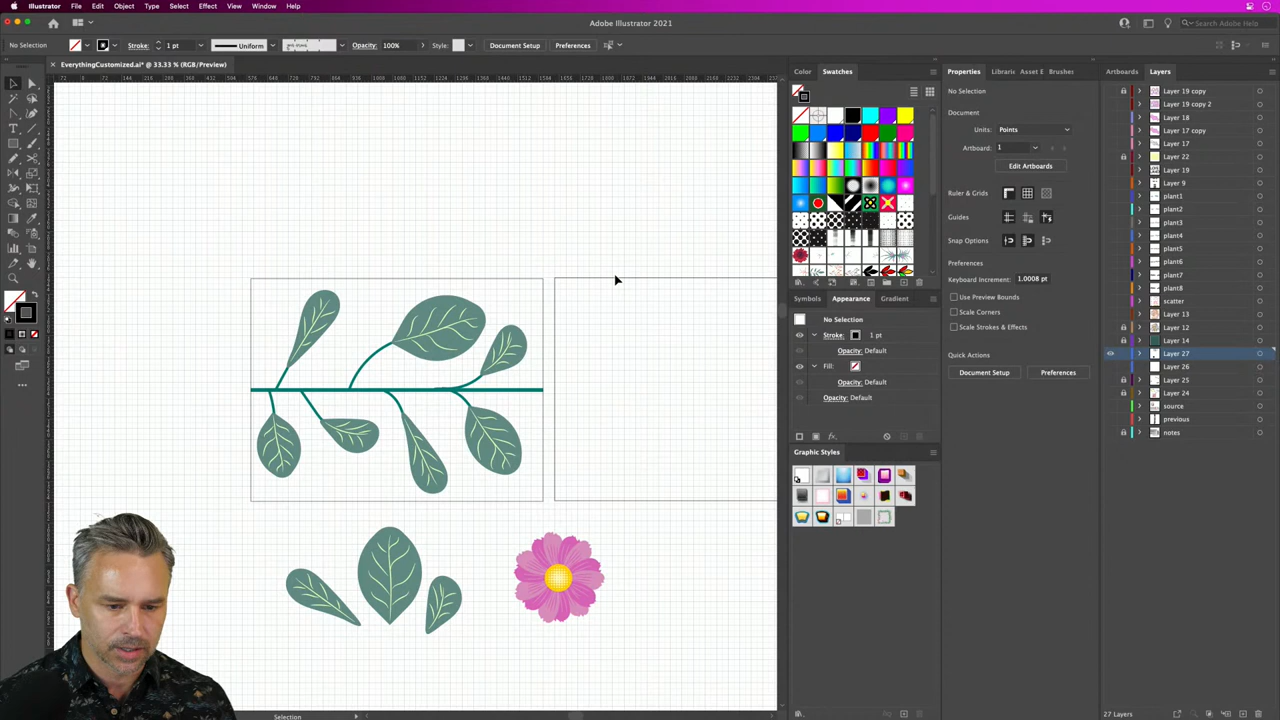 Illustrator File Edit Object Type Select Effect View Window Help
Adobe Illustrator 2021
Search Adobe Help
No Selection Stroke: 1 pt Uniform Opacity: 100% Style: Document Setup Preferences
EverythingCustomized.ai* @ 33.33 % (RGB/Preview)
Color Swatches
Properties Librarie Asset E Brushes
Artboards Layers
No Selection
Document
Units: Points
Artboard: 1
Edit Artboards
Ruler & Grids
Guides
Snap Options
Preferences
Keyboard Increment: 1.0008 pt
Use Preview Bounds
Scale Corners
Scale Strokes & Effects
Quick Actions
Document Setup Preferences
Symbols Appearance Gradient
No Selection
Stroke: 1 pt
Opacity: Default
Fill:
Opacity: Default
Opacity: Default
Graphic Styles
Layer 19 copy
Layer 19 copy 2
Layer 18
Layer 17 copy
Layer 17
Layer 22
Layer 19
Layer 9
plant1
plant2
plant3
plant4
plant5
plant6
plant7
plant8
scatter
Layer 13
Layer 12
Layer 14
Layer 27
Layer 26
Layer 25
Layer 24
source
previous
notes
27 Layers
Selection